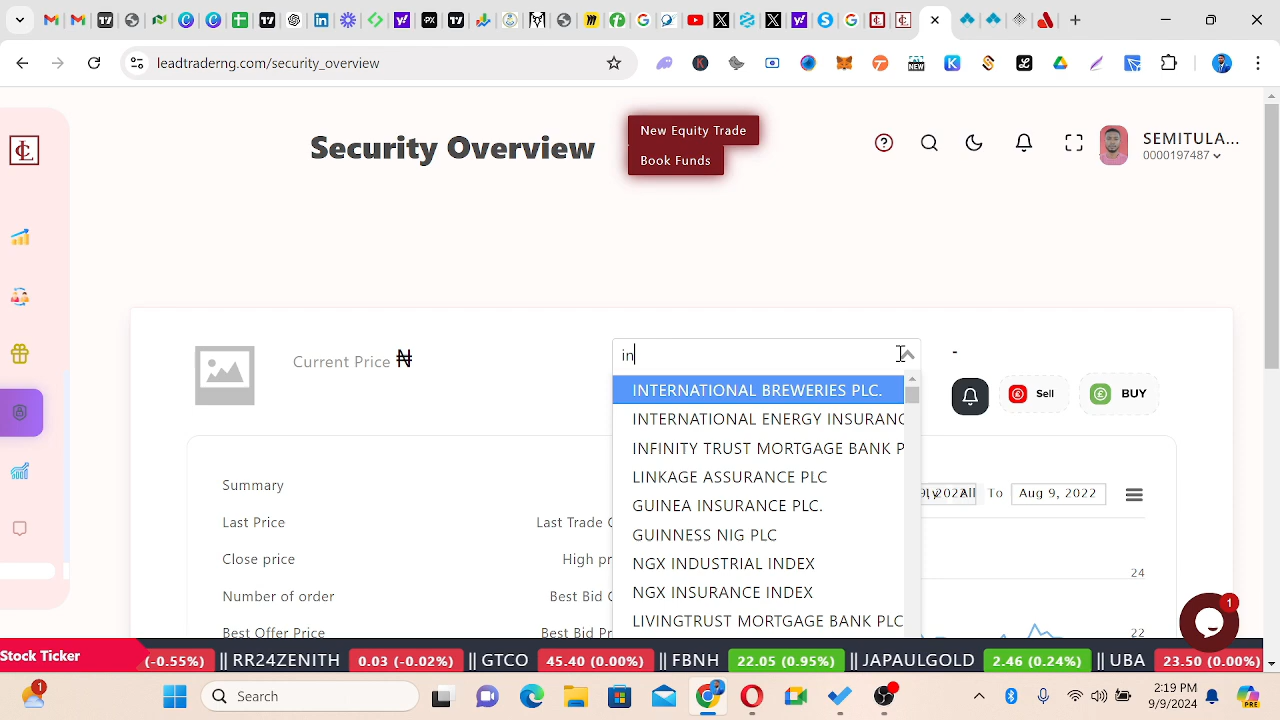 leadtraderng.com/security_overview
NEW
Security Overview
New Equity Trade
Book Funds
SEMITULA...
0000197487
Current Price ₦
in
-
INTERNATIONAL BREWERIES PLC.
INTERNATIONAL ENERGY INSURANC
INFINITY TRUST MORTGAGE BANK P
LINKAGE ASSURANCE PLC
GUINEA INSURANCE PLC.
GUINNESS NIG PLC
NGX INDUSTRIAL INDEX
NGX INSURANCE INDEX
LIVINGTRUST MORTGAGE BANK PLC
Sell
BUY
Summary
All To Aug 9, 2022
Last Price
Last Trade
Close price
High pr
Number of order
Best Bid
Best Offer Price
Best Bid
24
22
1
Stock Ticker
(-0.55%) || RR24ZENITH 0.03 (-0.02%) || GTCO 45.40 (0.00%) || FBNH 22.05 (0.95%) || JAPAULGOLD 2.46 (0.24%) || UBA 23.50 (0.00%)
1
Search
2:19 PM
9/9/2024
PRE